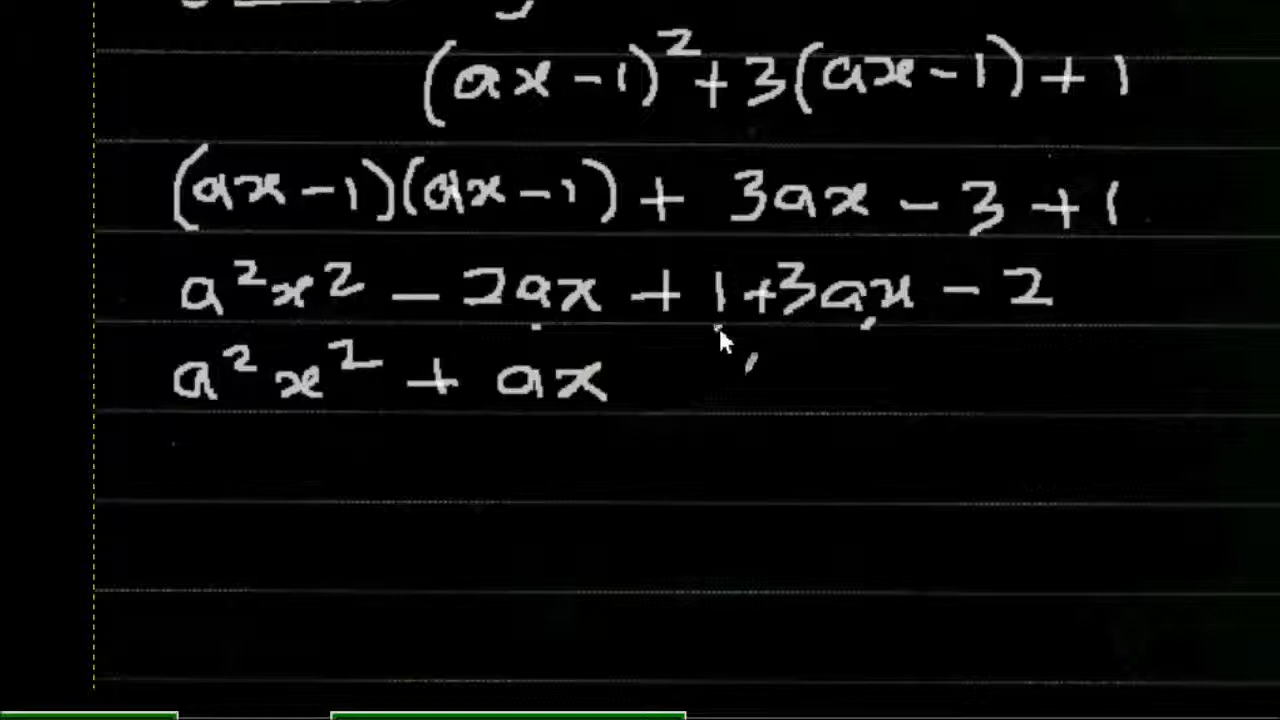 (ax-1)²+3(ax-1)+1
(ax-1)(ax-1) + 3ax - 3 + 1
a²x² - 2ax + 1 + 3ax - 2
a²x² + ax